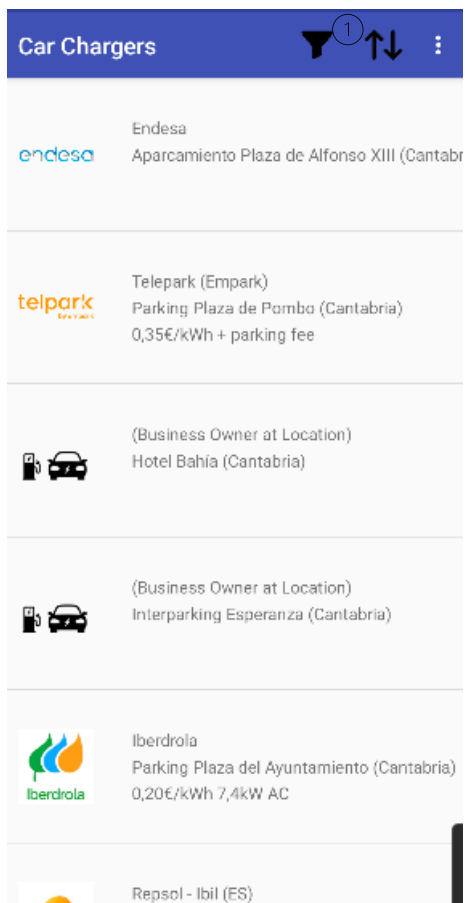 Car Chargers
1
endesa
Endesa
Aparcamiento Plaza de Alfonso XIII (Cantabr
telpark
Telepark (Empark)
Parking Plaza de Pombo (Cantabria)
0,35€/kWh + parking fee
(Business Owner at Location)
Hotel Bahía (Cantabria)
(Business Owner at Location)
Interparking Esperanza (Cantabria)
Iberdrola
Iberdrola
Parking Plaza del Ayuntamiento (Cantabria)
0,20€/kWh 7,4kW AC
Repsol - Ibil (ES)